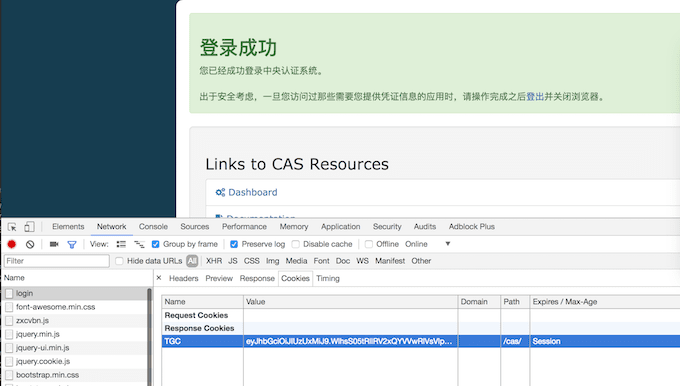 登录成功
您已经成功登录中央认证系统。
出于安全考虑，一旦您访问过那些需要您提供凭证信息的应用时，请操作完成之后登出并关闭浏览器。
Links to CAS Resources
Dashboard
Documentation
Elements Network Console Sources Performance Memory Application Security Audits Adblock Plus
View: Group by frame Preserve log Disable cache Offline Online
Filter Hide data URLs All XHR JS CSS Img Media Font Doc WS Manifest Other
Name × Headers Preview Response Cookies Timing
login
font-awesome.min.css
zxcvbn.js
jquery.min.js
jquery-ui.min.js
jquery.cookie.js
bootstrap.min.css
Name Value Domain Path Expires / Max-Age
Request Cookies
Response Cookies
TGC /cas/ Session